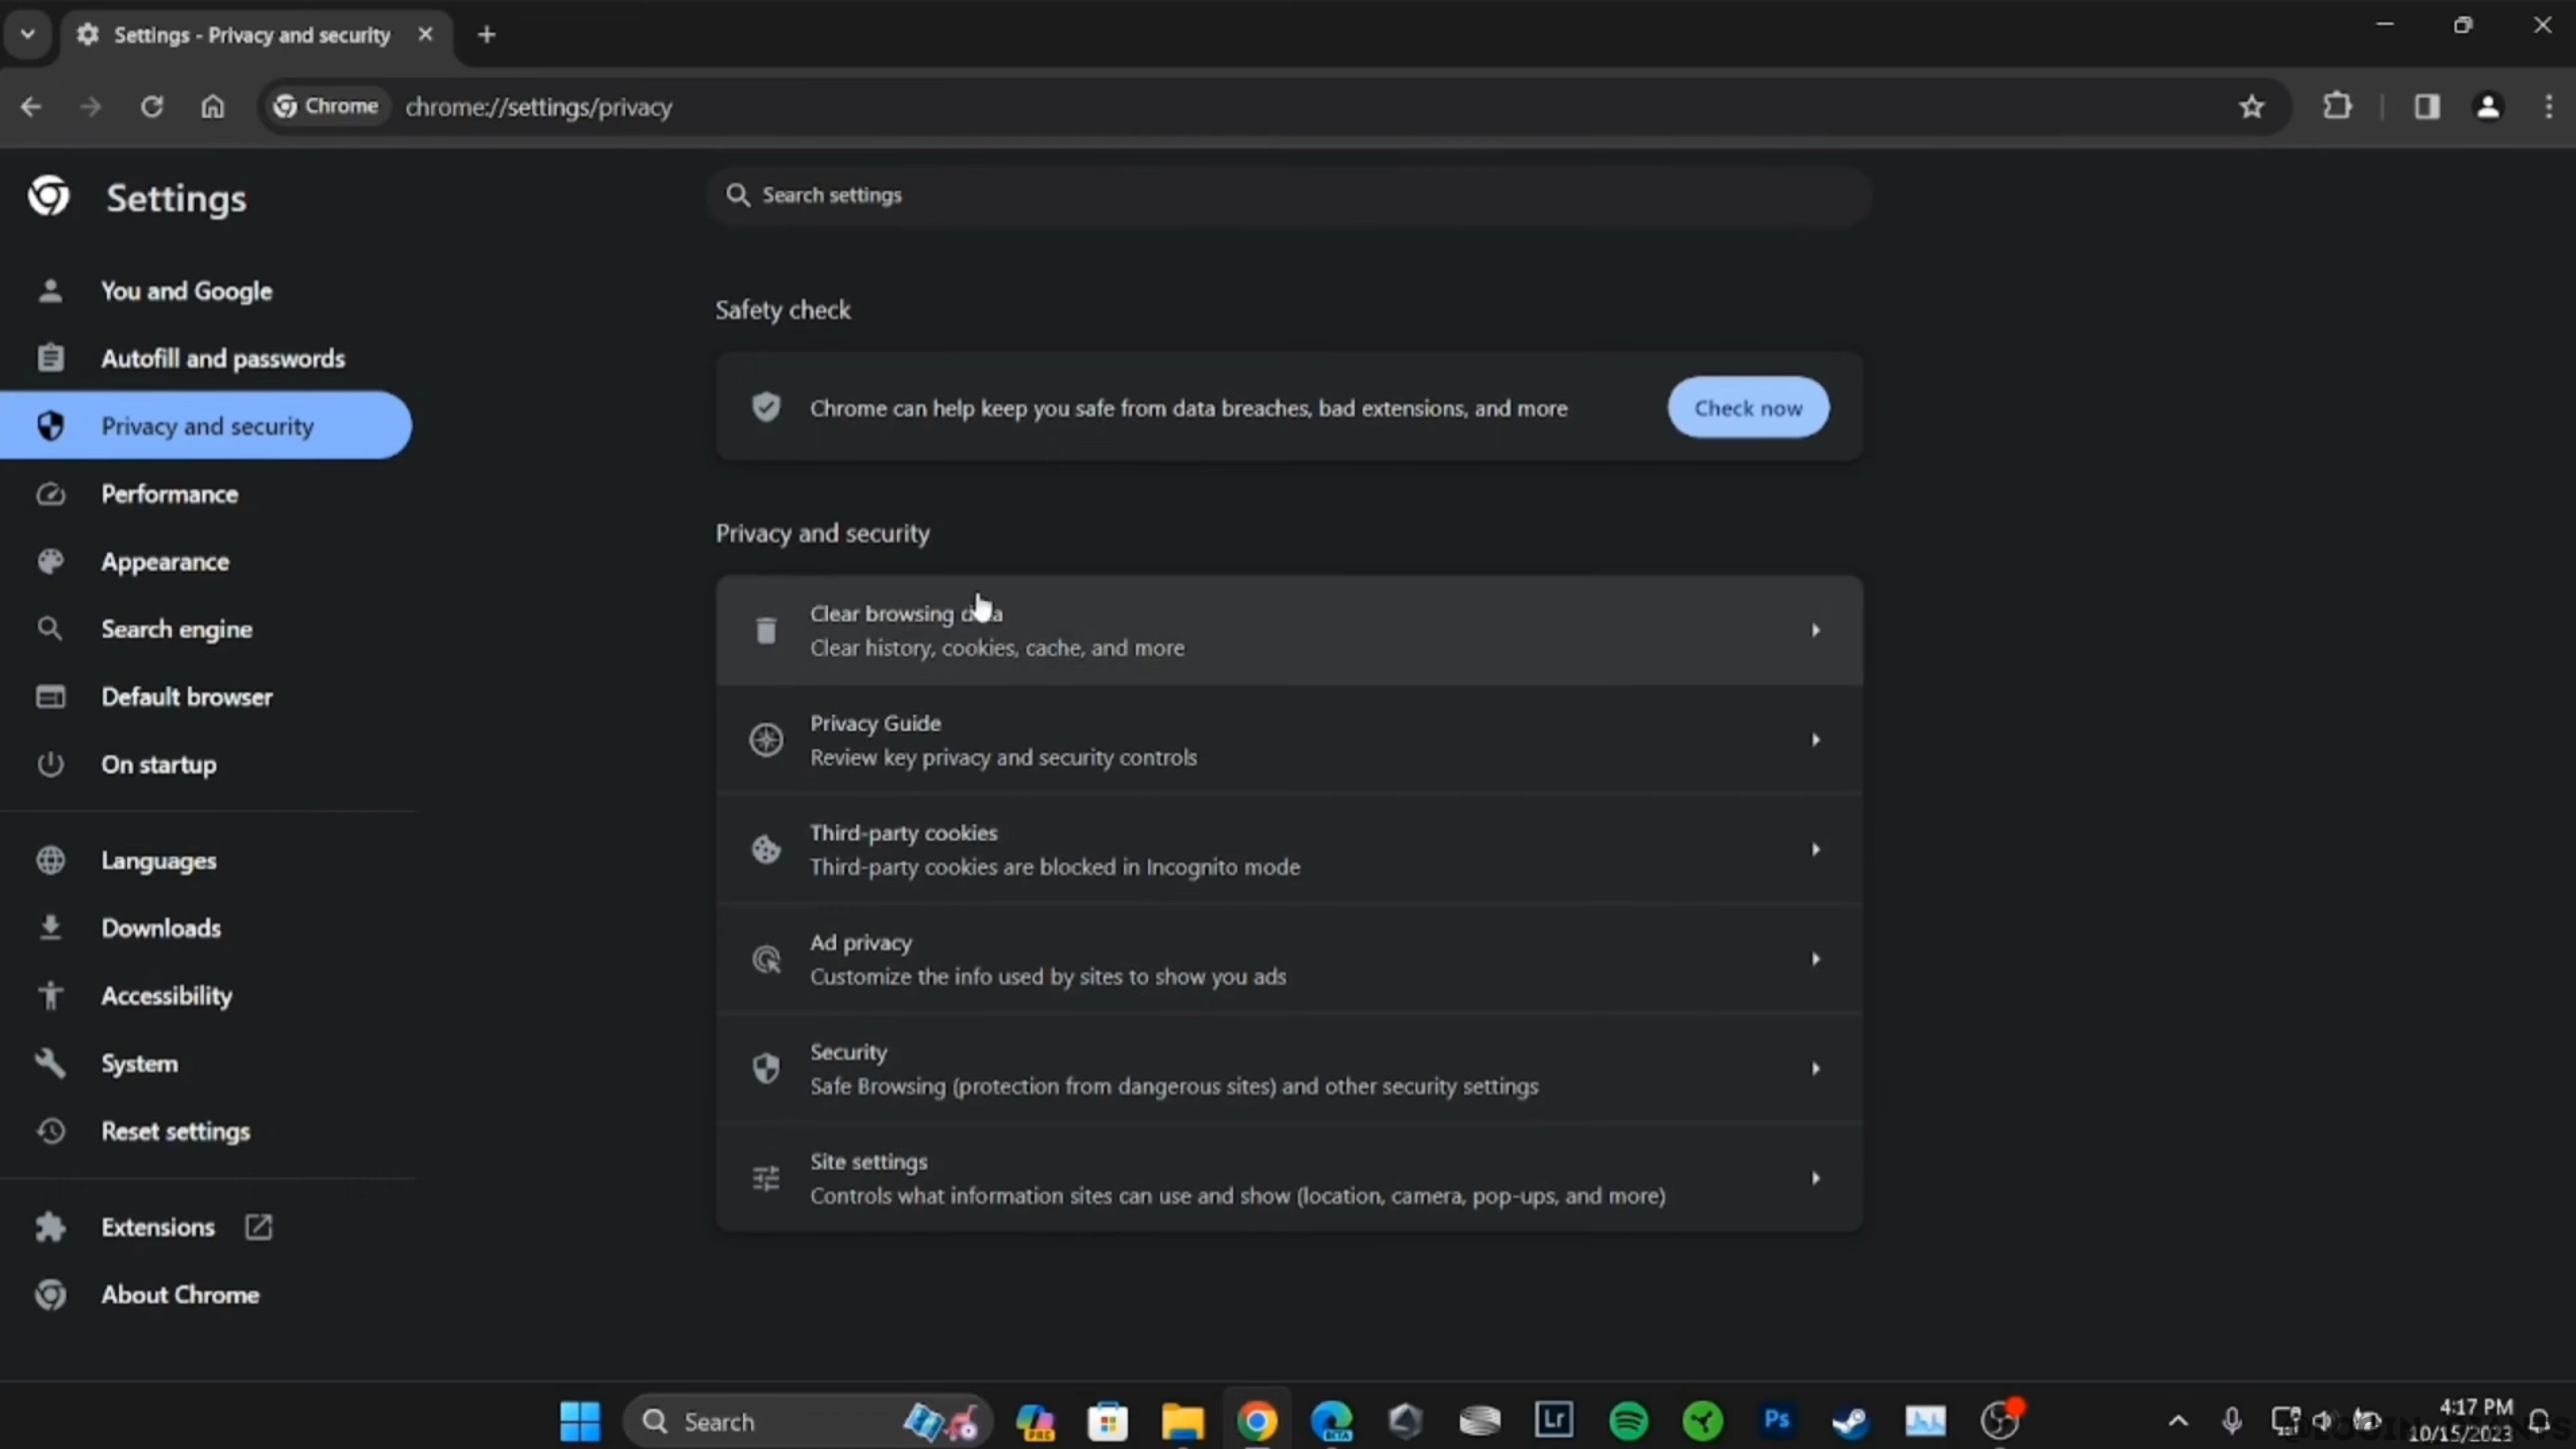 Settings - Privacy and security
Chrome
chrome://settings/privacy
Settings
Search settings
You and Google
Autofill and passwords
Privacy and security
Performance
Appearance
Search engine
Default browser
On startup
Languages
Downloads
Accessibility
System
Reset settings
Extensions
About Chrome
Safety check
Chrome can help keep you safe from data breaches, bad extensions, and more
Check now
Privacy and security
Clear browsing data
Clear history, cookies, cache, and more
Privacy Guide
Review key privacy and security controls
Third-party cookies
Third-party cookies are blocked in Incognito mode
Ad privacy
Customize the info used by sites to show you ads
Security
Safe Browsing (protection from dangerous sites) and other security settings
Site settings
Controls what information sites can use and show (location, camera, pop-ups, and more)
Search
PRE
BETA
Lr
Ps
4:17 PM
10/15/2023